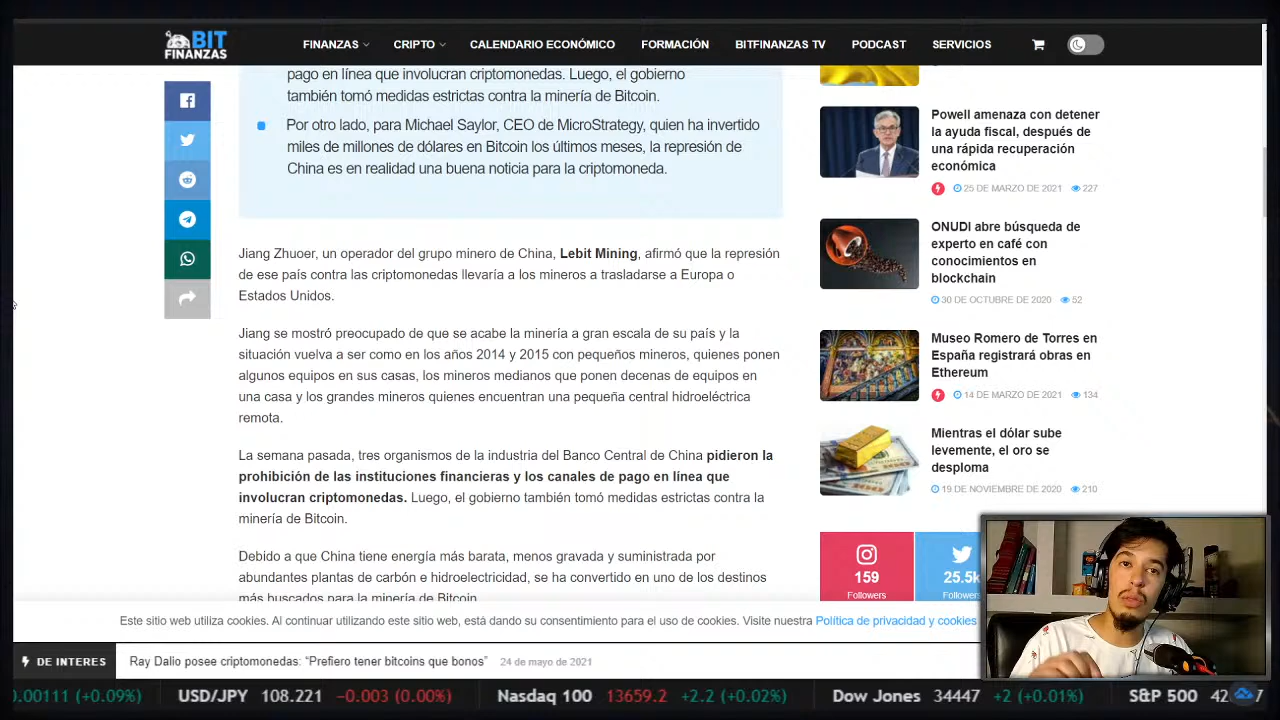 BIT
FINANZAS
FINANZAS
CRIPTO
CALENDARIO ECONÓMICO
FORMACIÓN
BITFINANZAS TV
PODCAST
SERVICIOS
pago en línea que involucran criptomonedas. Luego, el gobierno
también tomó medidas estrictas contra la minería de Bitcoin.
Por otro lado, para Michael Saylor, CEO de MicroStrategy, quien ha invertido
miles de millones de dólares en Bitcoin los últimos meses, la represión de
China es en realidad una buena noticia para la criptomoneda.
Jiang Zhuoer, un operador del grupo minero de China, Lebit Mining, afirmó que la represión
de ese país contra las criptomonedas llevaría a los mineros a trasladarse a Europa o
Estados Unidos.
Jiang se mostró preocupado de que se acabe la minería a gran escala de su país y la
situación vuelva a ser como en los años 2014 y 2015 con pequeños mineros, quienes ponen
algunos equipos en sus casas, los mineros medianos que ponen decenas de equipos en
una casa y los grandes mineros quienes encuentran una pequeña central hidroeléctrica
remota.
La semana pasada, tres organismos de la industria del Banco Central de China pidieron la
prohibición de las instituciones financieras y los canales de pago en línea que
involucran criptomonedas. Luego, el gobierno también tomó medidas estrictas contra la
minería de Bitcoin.
Debido a que China tiene energía más barata, menos gravada y suministrada por
abundantes plantas de carbón e hidroelectricidad, se ha convertido en uno de los destinos
más buscados para la minería de Bitcoin.
Powell amenaza con detener
la ayuda fiscal, después de
una rápida recuperación
económica
25 DE MARZO DE 2021 227
ONUDI abre búsqueda de
experto en café con
conocimientos en
blockchain
30 DE OCTUBRE DE 2020 52
Museo Romero de Torres en
España registrará obras en
Ethereum
14 DE MARZO DE 2021 134
Mientras el dólar sube
levemente, el oro se
desploma
19 DE NOVIEMBRE DE 2020 210
159
Followers
25.5k
Followers
Este sitio web utiliza cookies. Al continuar utilizando este sitio web, está dando su consentimiento para el uso de cookies. Visite nuestra Política de privacidad y cookies
DE INTERES
Ray Dalio posee criptomonedas: “Prefiero tener bitcoins que bonos” 24 de mayo de 2021
0.00111 (+0.09%) USD/JPY 108.221 −0.003 (0.00%) Nasdaq 100 13659.2 +2.2 (+0.02%) Dow Jones 34447 +2 (+0.01%) S&P 500 42